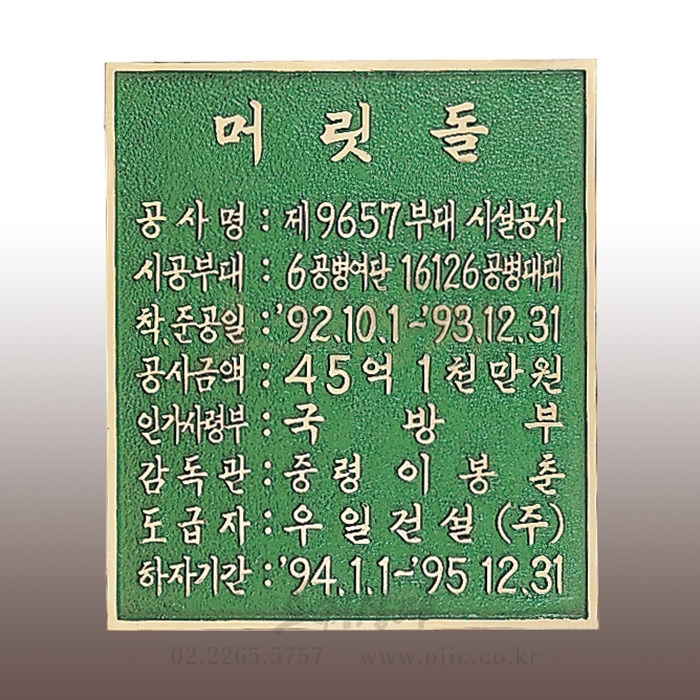 머릿돌
공사명 : 제9657부대 시설공사
시공부대 : 6공병여단 16126공병대대
착,준공일 : '92.10.1~'93.12.31
공사금액 : 45억 1천만원
인가사령부 : 국방부
감독관 : 중령 이봉춘
도급자 : 우일건설 (주)
하자기간 : '94.1.1-'95 12.31
02.2265.5757 www.ojic.co.kr